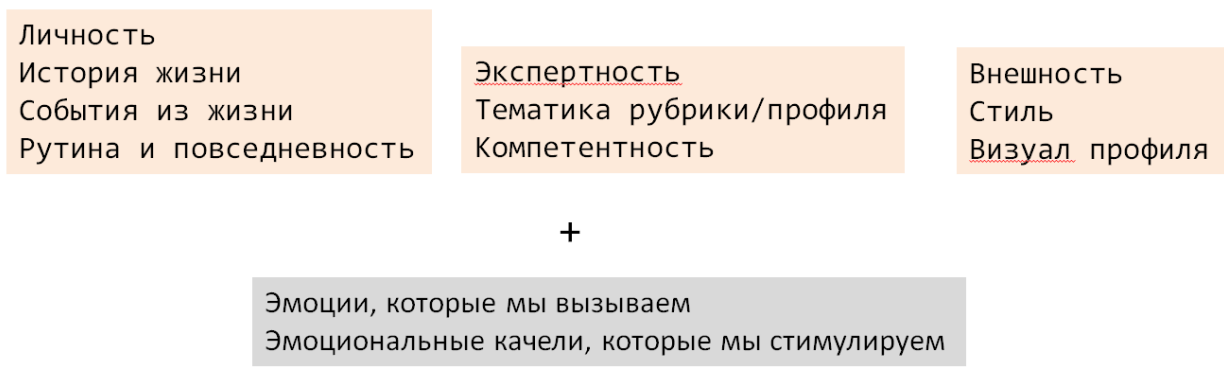 Личность
История жизни
События из жизни
Рутина и повседневность
Экспертность
Тематика рубрики/профиля
Компетентность
Внешность
Стиль
Визуал профиля
+
Эмоции, которые мы вызываем
Эмоциональные качели, которые мы стимулируем